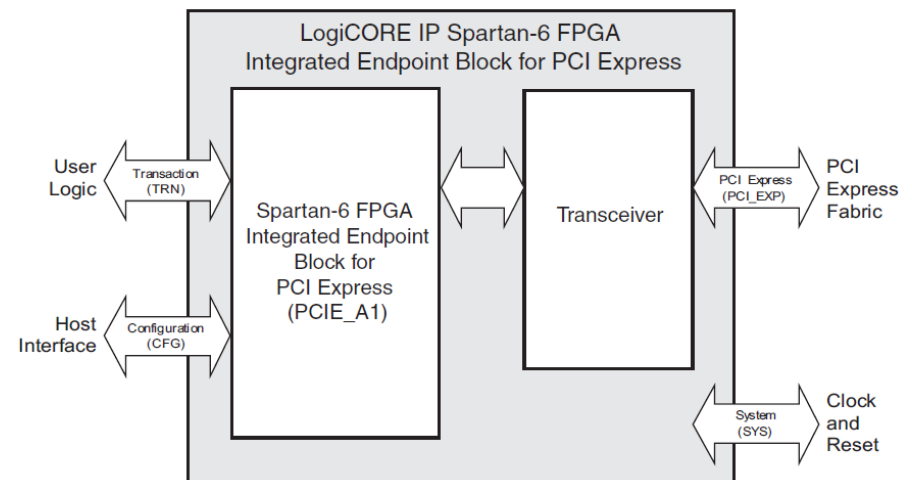 LogiCORE IP Spartan-6 FPGA
Integrated Endpoint Block for PCI Express
User
Logic
Transaction
(TRN)
Spartan-6 FPGA
Integrated Endpoint
Block for
PCI Express
(PCIE_A1)
Transceiver
PCI Express
(PCI_EXP)
PCI
Express
Fabric
Host
Interface
Configuration
(CFG)
System
(SYS)
Clock
and
Reset